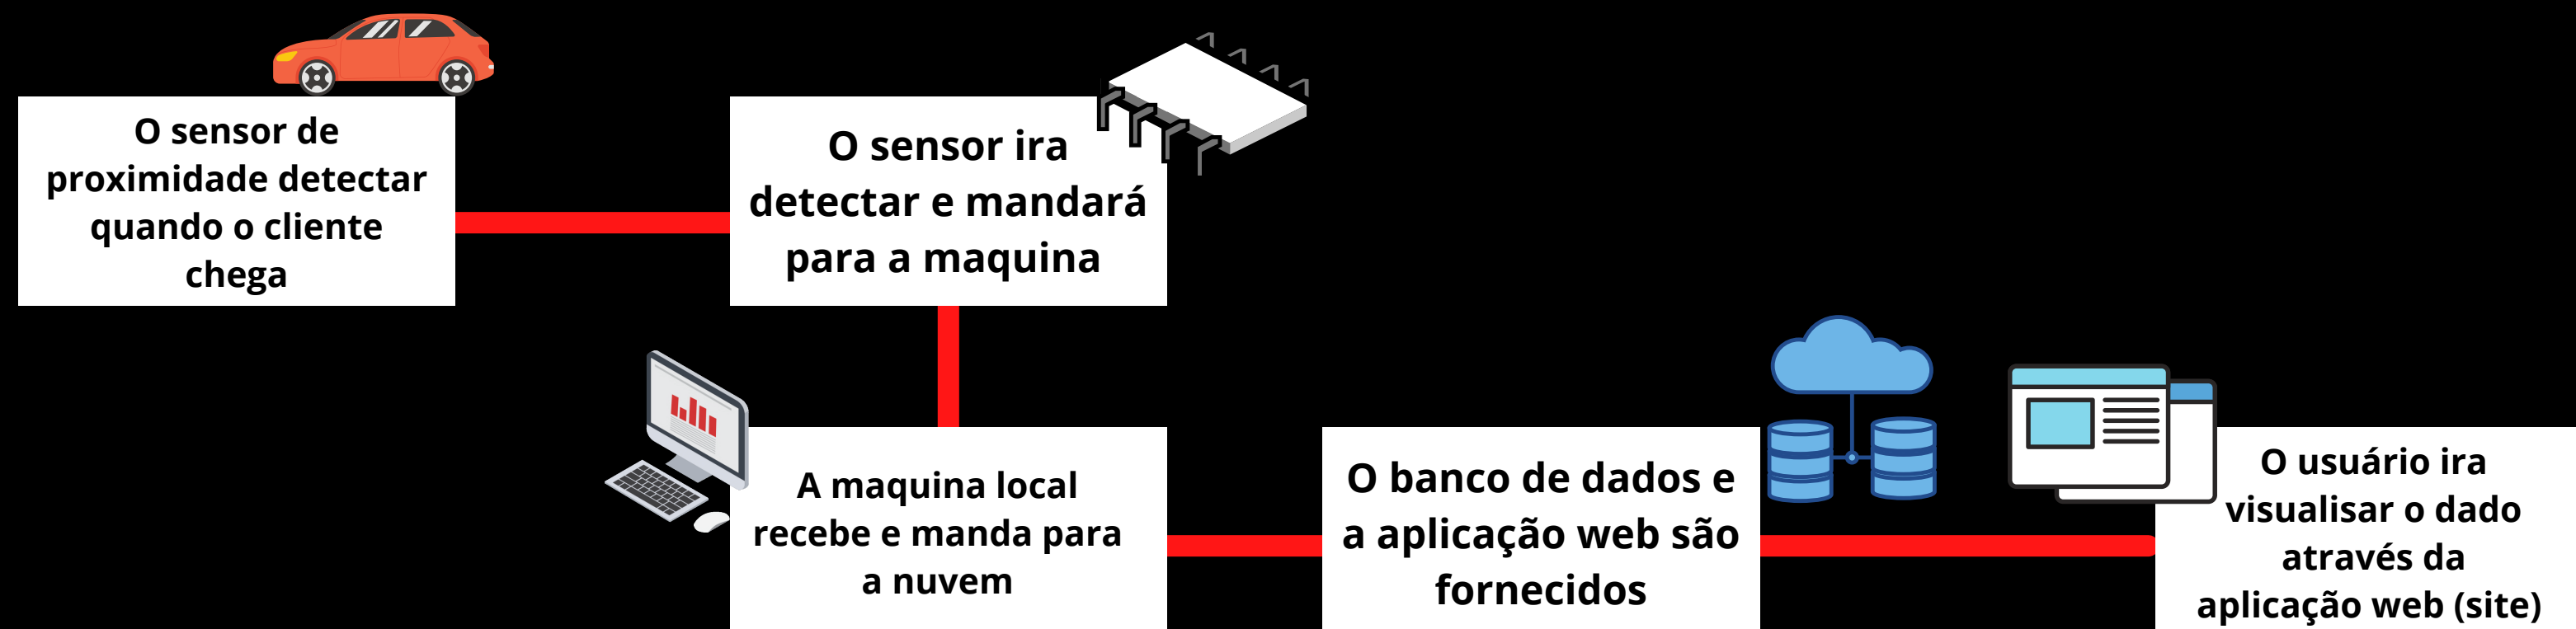 O sensor de
proximidade detectar
quando o cliente
chega
O sensor ira
detectar e mandará
para a maquina
A maquina local
recebe e manda para
a nuvem
O banco de dados e
a aplicação web são
fornecidos
O usuário ira
visualisar o dado
através da
aplicação web (site)